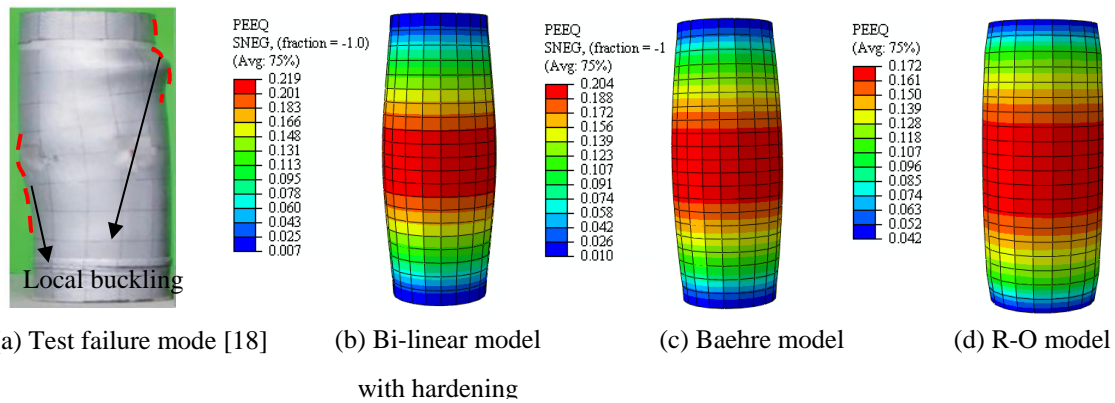 PEEQ
SNEG, (fraction = -1.0)
(Avg: 75%)
0.219
0.201
0.183
0.166
0.148
0.131
0.113
0.095
0.078
0.060
0.043
0.025
0.007
PEEQ
SNEG, (fraction = -1
(Avg: 75%)
0.204
0.188
0.172
0.156
0.139
0.123
0.107
0.091
0.074
0.058
0.042
0.026
0.010
PEEQ
(Avg: 75%)
0.172
0.161
0.150
0.139
0.128
0.118
0.107
0.096
0.085
0.074
0.063
0.052
0.042
Local buckling
a) Test failure mode [18]
(b) Bi-linear model
with hardening
(c) Baehre model
(d) R-O model